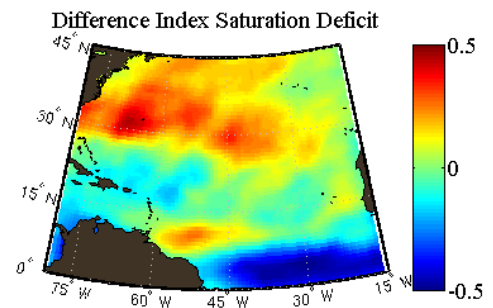 Difference Index Saturation Deficit
45° N
30° N
15° N
0°
75° W
60° W
45° W
30° W
15° W
0.5
0
-0.5